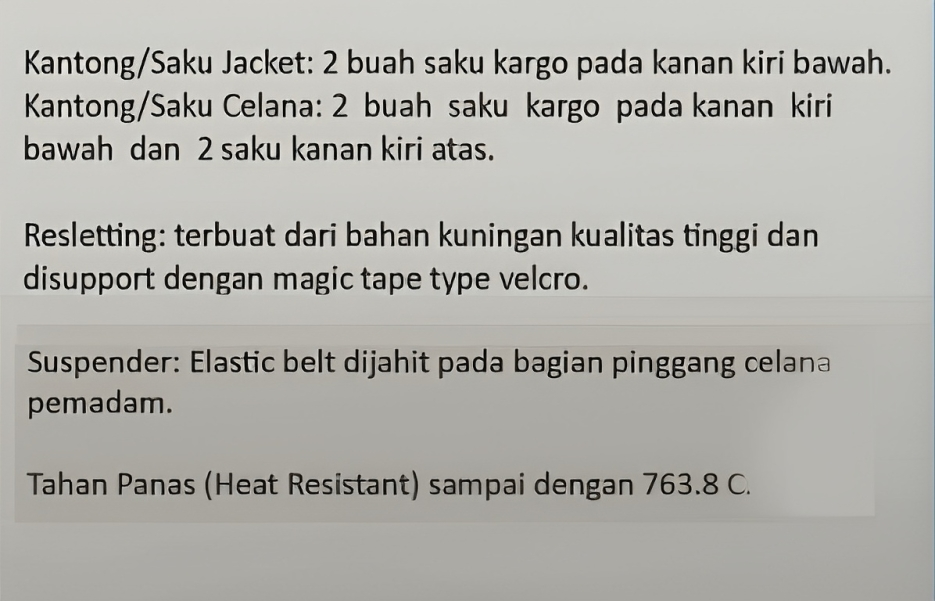 Kantong/Saku Jacket: 2 buah saku kargo pada kanan kiri bawah.
Kantong/Saku Celana: 2 buah saku kargo pada kanan kiri
bawah dan 2 saku kanan kiri atas.
Resletting: terbuat dari bahan kuningan kualitas tinggi dan
disupport dengan magic tape type velcro.
Suspender: Elastic belt dijahit pada bagian pinggang celana
pemadam.
Tahan Panas (Heat Resistant) sampai dengan 763.8 C.